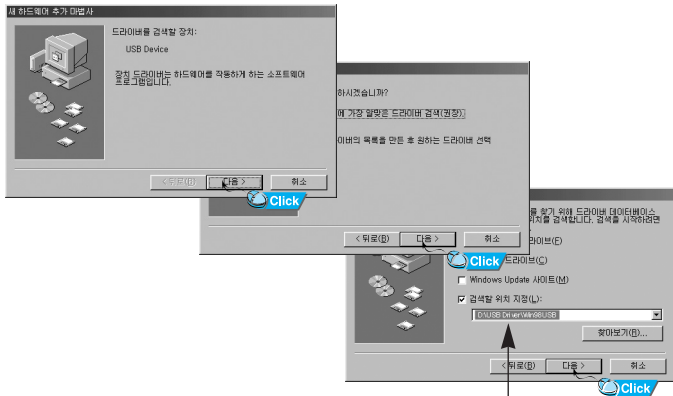 새 하드웨어 추가 마법사
드라이버를 검색할 장치:
USB Device
장치 드라이버는 하드웨어를 작동하게 하는 소프트웨어
프로그램입니다.
< 뒤로(B)
다음 >
취소
Click
하시겠습니까?
에 가장 알맞은 드라이버 검색(권장).
이버의 목록을 만든 후 원하는 드라이버 선택
< 뒤로(B)
다음 >
취소
Click
를 찾기 위해 드라이버 데이터베이스
위치를 검색합니다. 검색을 시작하려면
라이브(F)
드라이브(C)
Windows Update 사이트(M)
검색할 위치 지정(L):
D:\USB Driver\Win98USB
찾아보기(R)...
< 뒤로(B)
다음 >
취소
Click